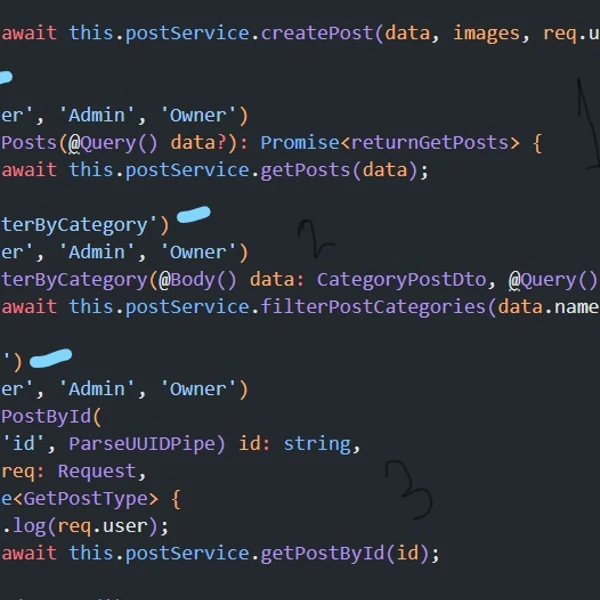 await this.postService.createPost(data, images, req.u
er', 'Admin', 'Owner')
1
Posts(@Query() data?): Promise<returnGetPosts> {
await this.postService.getPosts(data);
terByCategory')
2
er', 'Admin', 'Owner')
terByCategory(@Body() data: CategoryPostDto, @Query()
await this.postService.filterPostCategories(data.name
')
er', 'Admin', 'Owner')
PostById(
'id', ParseUUIDPipe) id: string,
req: Request,
3
e<GetPostType> {
.log(req.user);
await this.postService.getPostById(id);